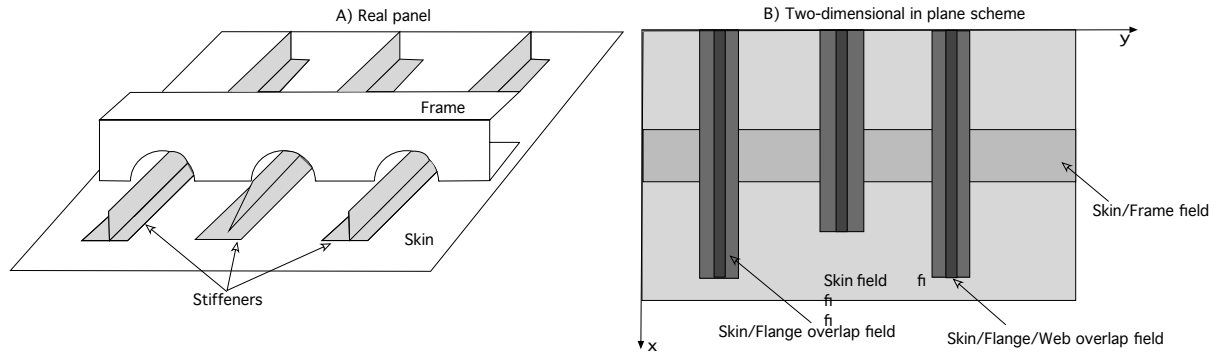 A) Real panel
Frame
Skin
Stiffeners
B) Two-dimensional in plane scheme
y
Skin/Frame field
Skin field fi
fi
fi
Skin/Flange overlap field
Skin/Flange/Web overlap field
x